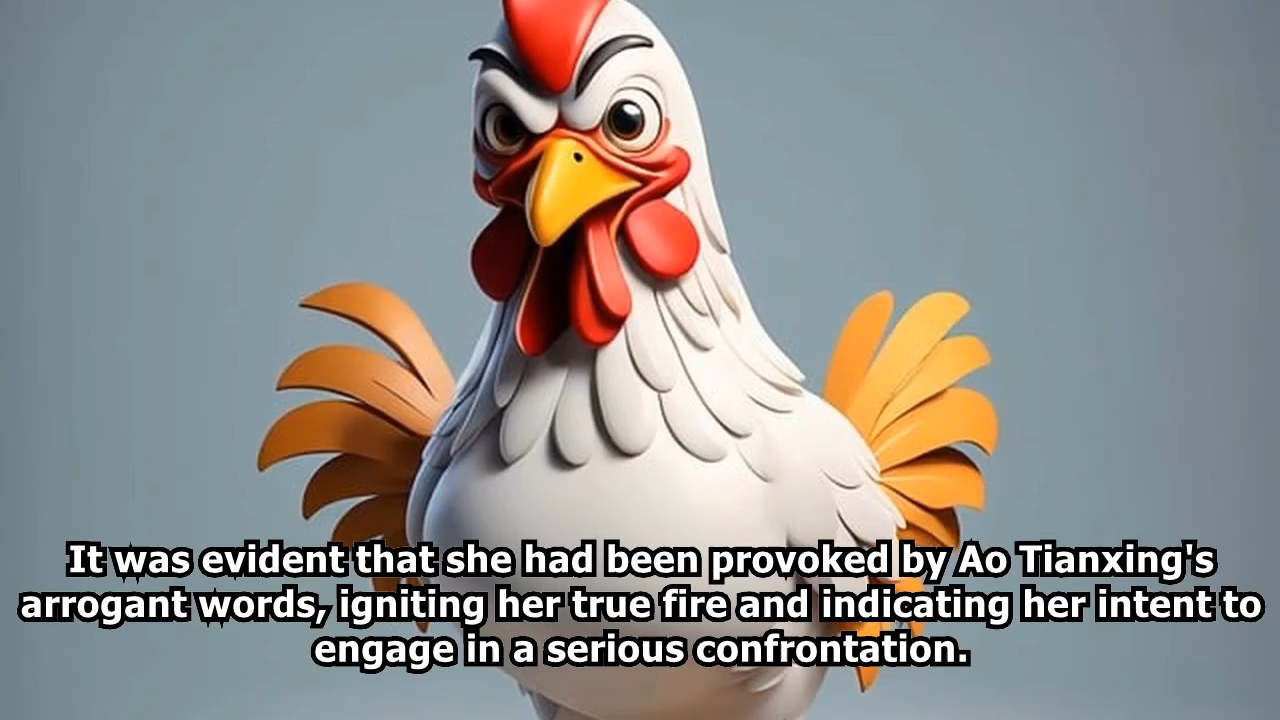 It was evident that she had been provoked by Ao Tianxing's
arrogant words, igniting her true fire and indicating her intent to
engage in a serious confrontation.